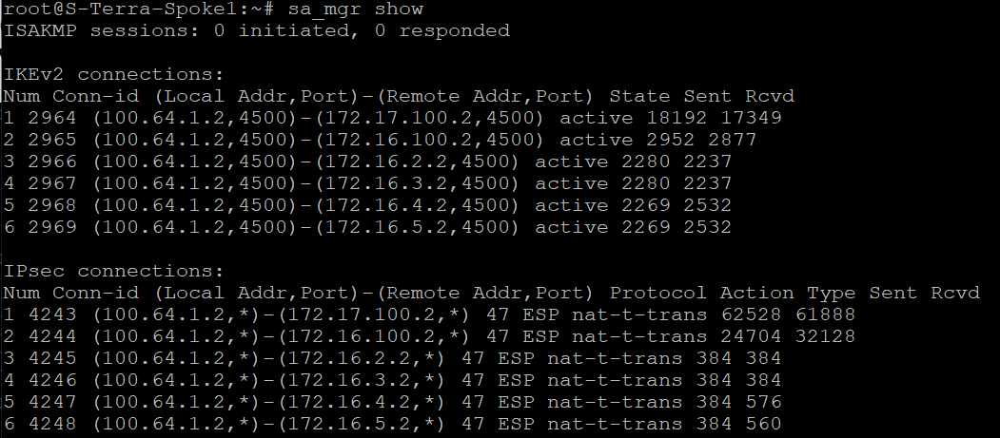 root@S-Terra-Spoke1:~# sa_mgr show
ISAKMP sessions: 0 initiated, 0 responded
IKEv2 connections:
Num Conn-id (Local Addr,Port)-(Remote Addr,Port) State Sent Rcvd
1 2964 (100.64.1.2,4500)-(172.17.100.2,4500) active 18192 17349
2 2965 (100.64.1.2,4500)-(172.16.100.2,4500) active 2952 2877
3 2966 (100.64.1.2,4500)-(172.16.2.2,4500) active 2280 2237
4 2967 (100.64.1.2,4500)-(172.16.3.2,4500) active 2280 2237
5 2968 (100.64.1.2,4500)-(172.16.4.2,4500) active 2269 2532
6 2969 (100.64.1.2,4500)-(172.16.5.2,4500) active 2269 2532
IPsec connections:
Num Conn-id (Local Addr,Port)-(Remote Addr,Port) Protocol Action Type Sent Rcvd
1 4243 (100.64.1.2,*)-(172.17.100.2,*) 47 ESP nat-t-trans 62528 61888
2 4244 (100.64.1.2,*)-(172.16.100.2,*) 47 ESP nat-t-trans 24704 32128
3 4245 (100.64.1.2,*)-(172.16.2.2,*) 47 ESP nat-t-trans 384 384
4 4246 (100.64.1.2,*)-(172.16.3.2,*) 47 ESP nat-t-trans 384 384
5 4247 (100.64.1.2,*)-(172.16.4.2,*) 47 ESP nat-t-trans 384 576
6 4248 (100.64.1.2,*)-(172.16.5.2,*) 47 ESP nat-t-trans 384 560